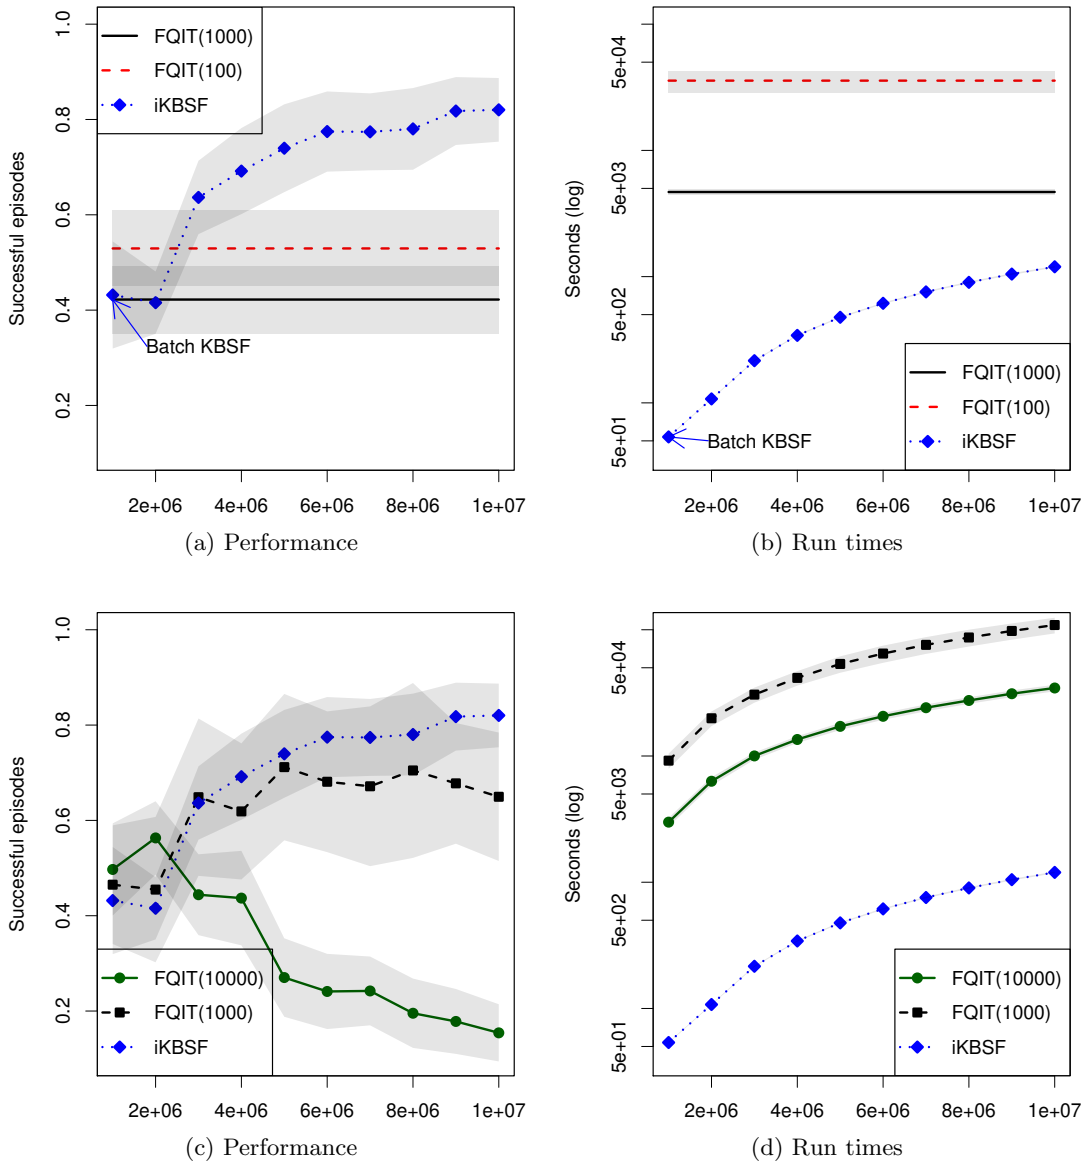 Successful episodes
1.0
0.8
0.6
0.4
0.2
FQIT(1000)
FQIT(100)
iKBSF
Batch KBSF
2e+06 4e+06 6e+06 8e+06 1e+07
(a) Performance
Seconds (log)
5e+04
5e+03
5e+02
5e+01
FQIT(1000)
FQIT(100)
iKBSF
Batch KBSF
2e+06 4e+06 6e+06 8e+06 1e+07
(b) Run times
Successful episodes
1.0
0.8
0.6
0.4
0.2
FQIT(10000)
FQIT(1000)
iKBSF
2e+06 4e+06 6e+06 8e+06 1e+07
(c) Performance
Seconds (log)
5e+04
5e+03
5e+02
5e+01
FQIT(10000)
FQIT(1000)
iKBSF
2e+06 4e+06 6e+06 8e+06 1e+07
(d) Run times